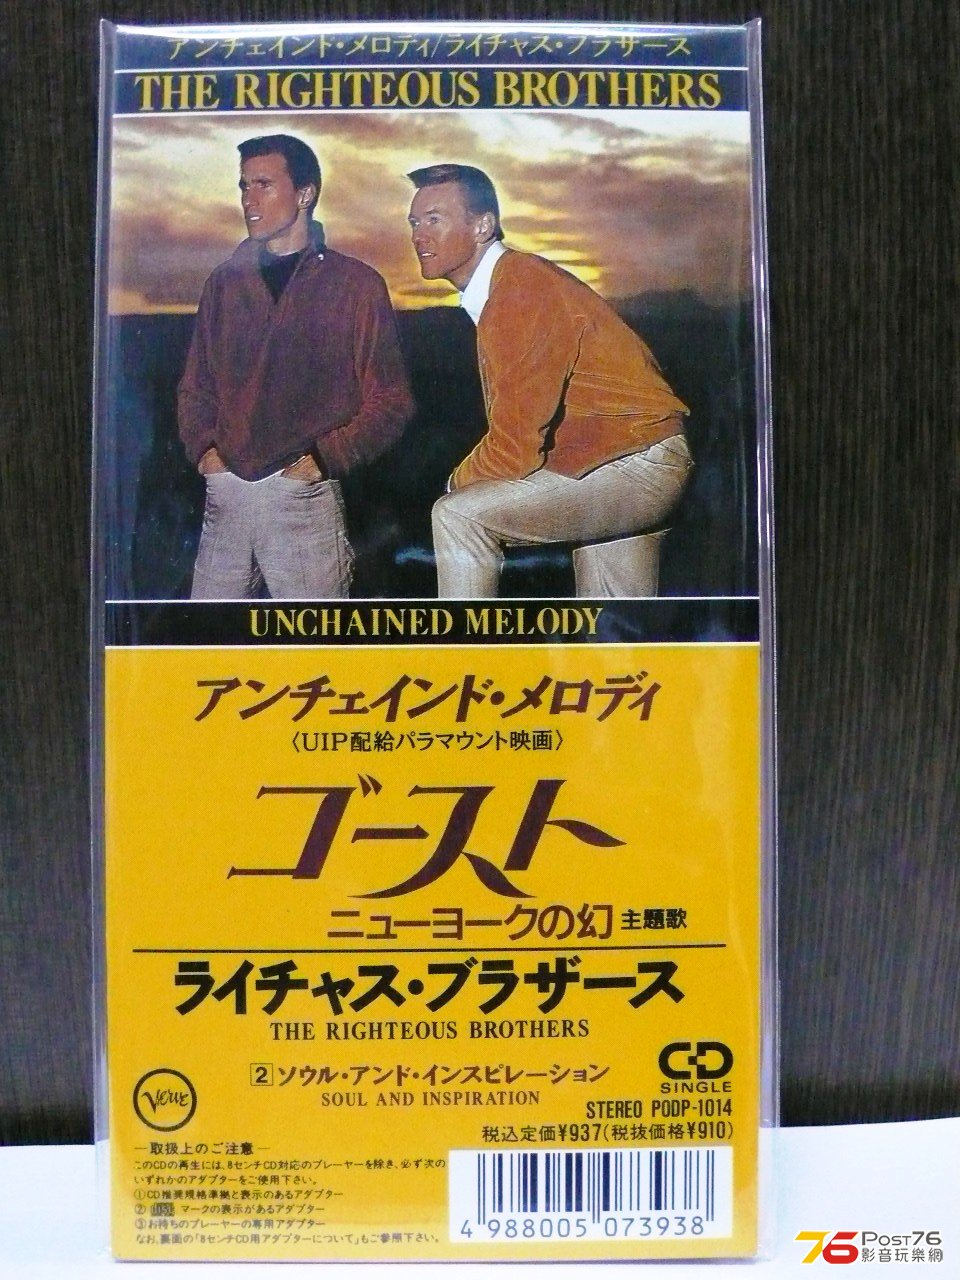 アンチェインド・メロディ/ライチャス・ブラザース
THE RIGHTEOUS BROTHERS
UNCHAINED MELODY
アンチェインド・メロディ
〈UIP配給パラマウント映画〉
ゴースト
ニューヨークの幻 主題歌
ライチャス・ブラザース
THE RIGHTEOUS BROTHERS
2 ソウル・アンド・インスピレーション
SOUL AND INSPIRATION
CD
SINGLE
Verve
STEREO PODP-1014
税込定価¥937(税抜価格¥910)
—取扱上のご注意—
このCDの再生には、8センチCD対応のプレーヤーを除き、必ず次の
いずれかのアダプターをご使用下さい。
①CD推奨規格準拠と表示のあるアダプター
② マークの表示があるアダプター
③お持ちのプレーヤーの専用アダプター
なお、裏面の「8センチCD用アダプターについて」もご参照下さい。
4 988005 073938
76 Post76
影音玩樂網